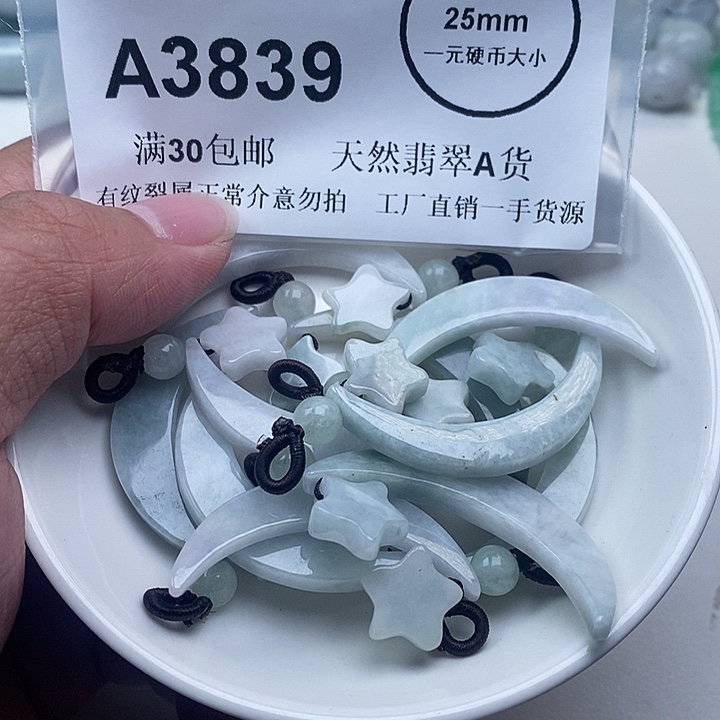 25mm
一元硬币大小
A3839
满30包邮 天然翡翠A货
有纹裂属正常介意勿拍 工厂直销一手货源